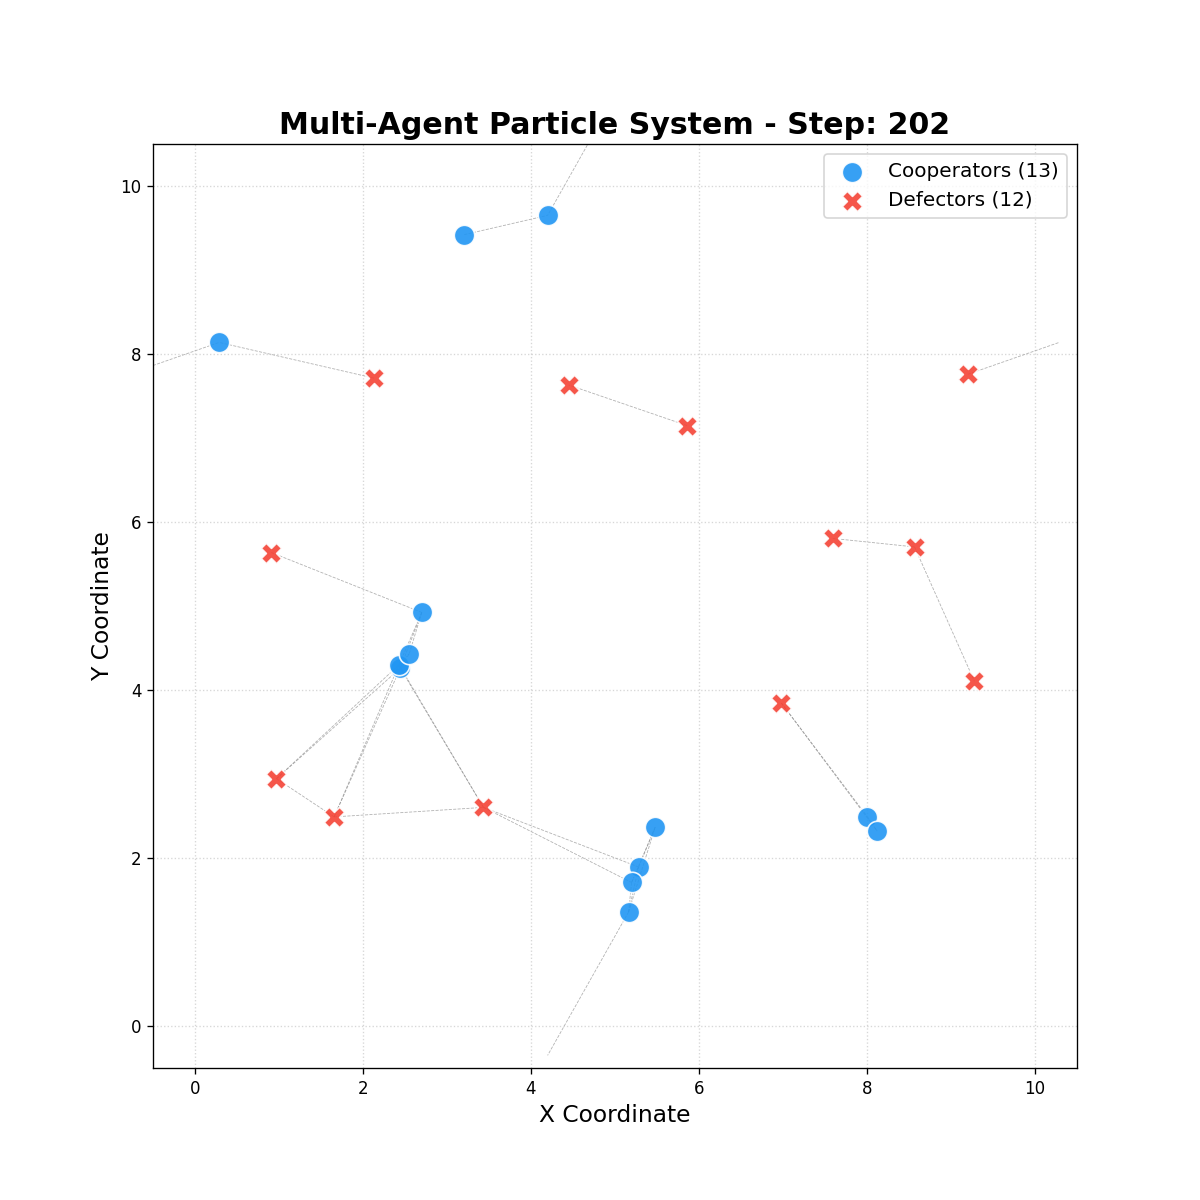 Multi-Agent Particle System - Step: 202
Cooperators (13)
Defectors (12)
10
8
6
4
2
0
Y Coordinate
0 2 4 6 8 10
X Coordinate